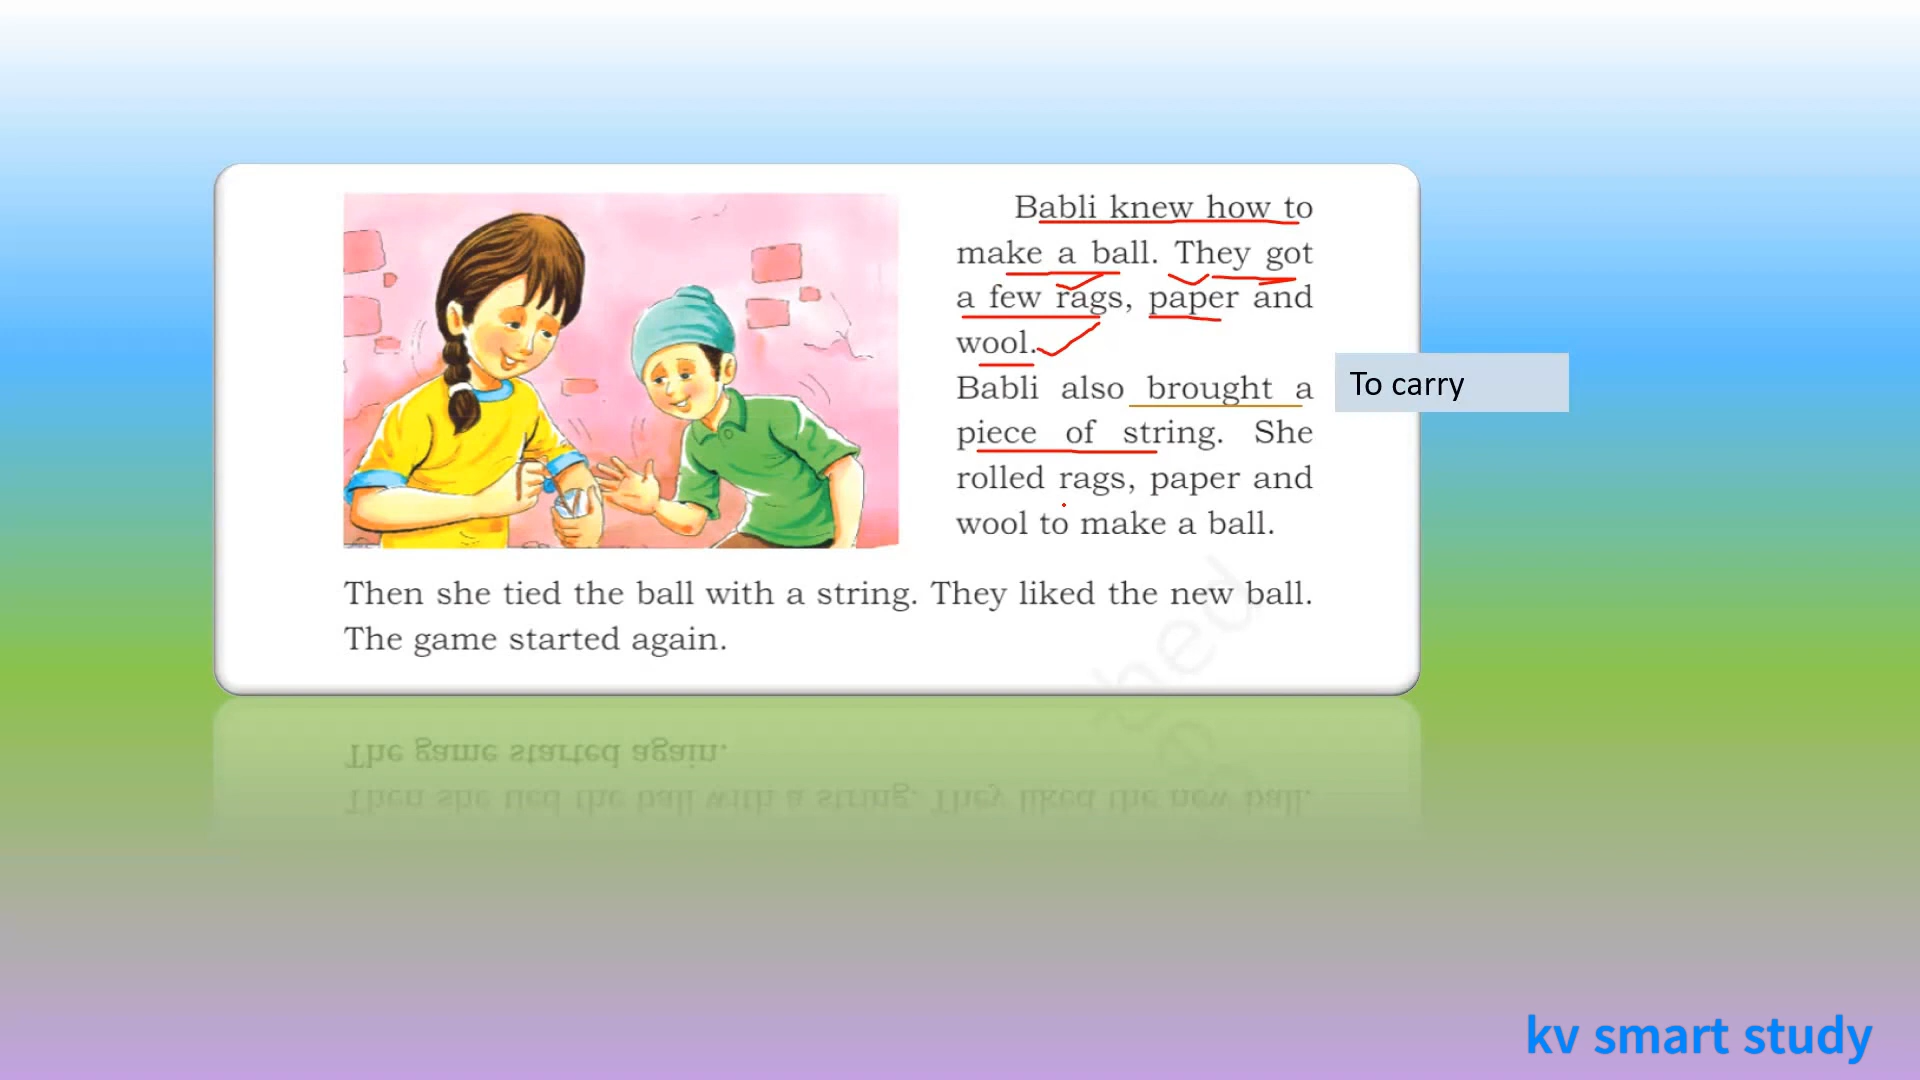 Babli knew how to
make a ball. They got
a few rags, paper and
wool.
Babli also brought a
piece of string. She
rolled rags, paper and
wool to make a ball.
Then she tied the ball with a string. They liked the new ball.
The game started again.
To carry
kv smart study